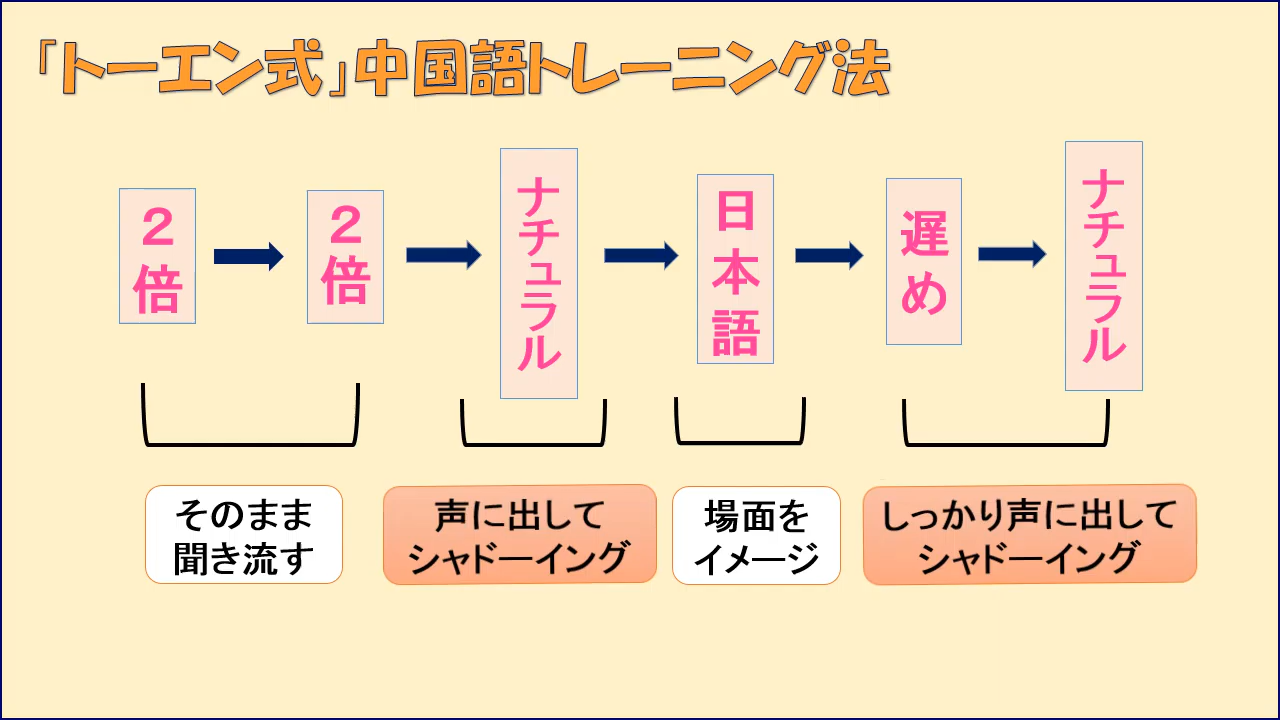 「トーエン式」中国語トレーニング法
２倍
２倍
ナチュラル
日本語
遅め
ナチュラル
そのまま
聞き流す
声に出して
シャドーイング
場面を
イメージ
しっかり声に出して
シャドーイング